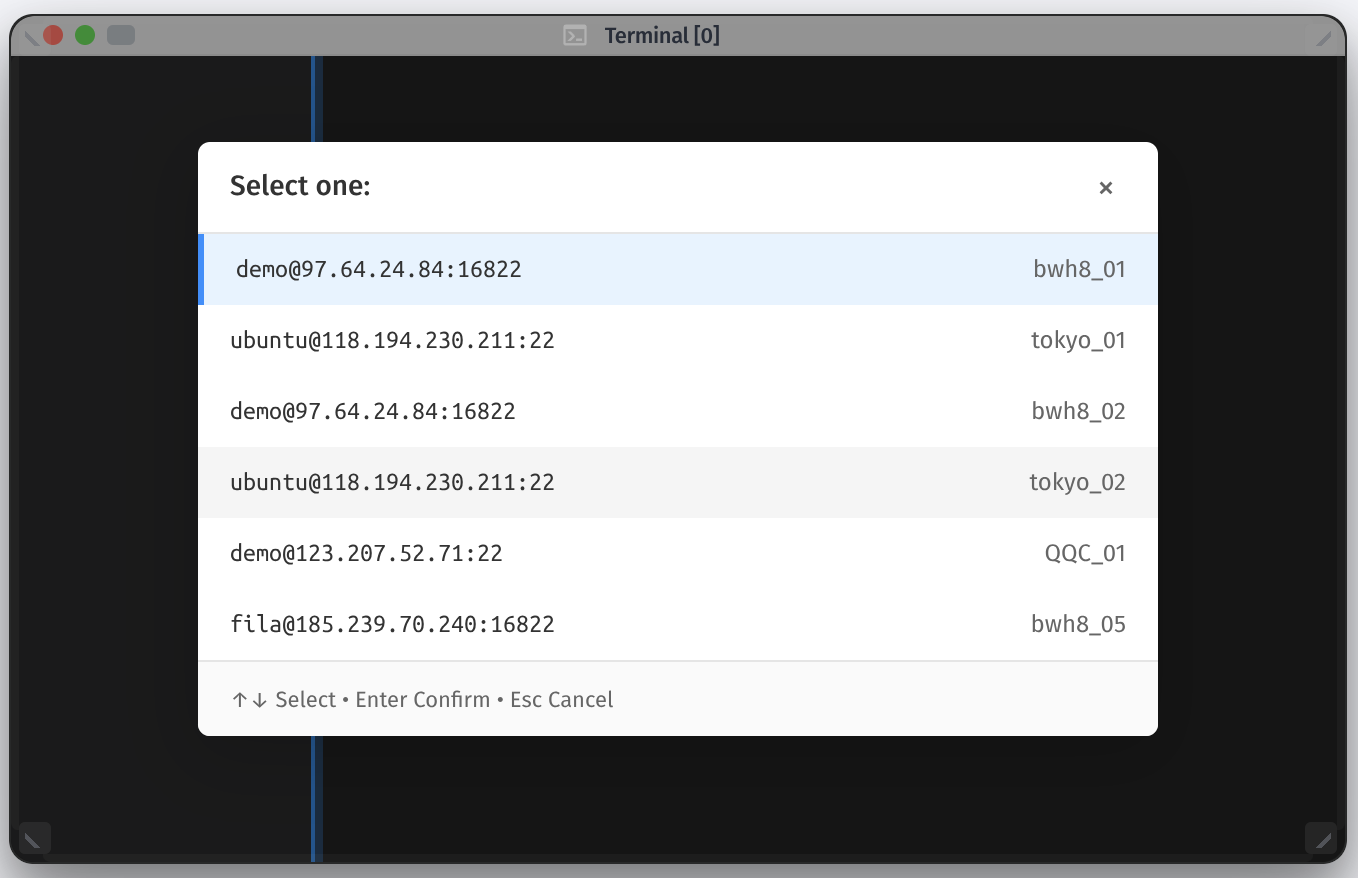 Terminal [0]
Select one:
×
demo@97.64.24.84:16822 bwh8_01
ubuntu@118.194.230.211:22 tokyo_01
demo@97.64.24.84:16822 bwh8_02
ubuntu@118.194.230.211:22 tokyo_02
demo@123.207.52.71:22 QQC_01
fila@185.239.70.240:16822 bwh8_05
↑↓ Select • Enter Confirm • Esc Cancel